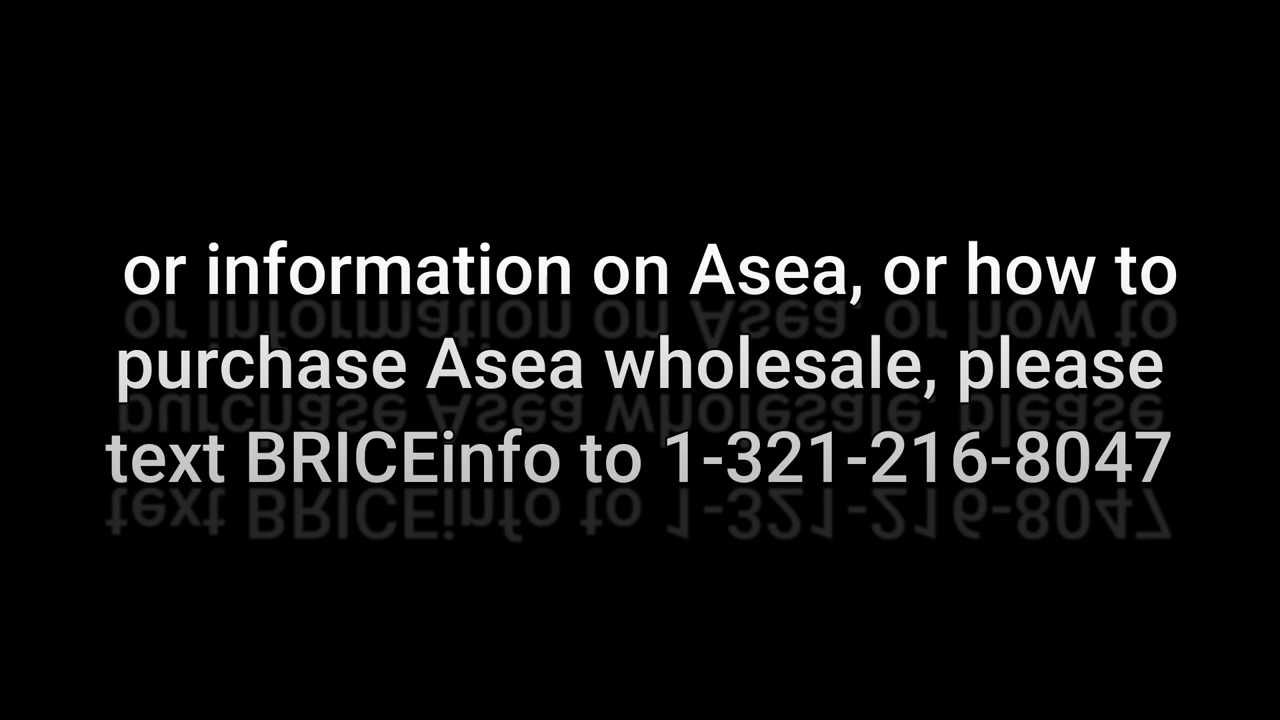 or information on Asea, or how to
purchase Asea wholesale, please
text BRICEinfo to 1-321-216-8047